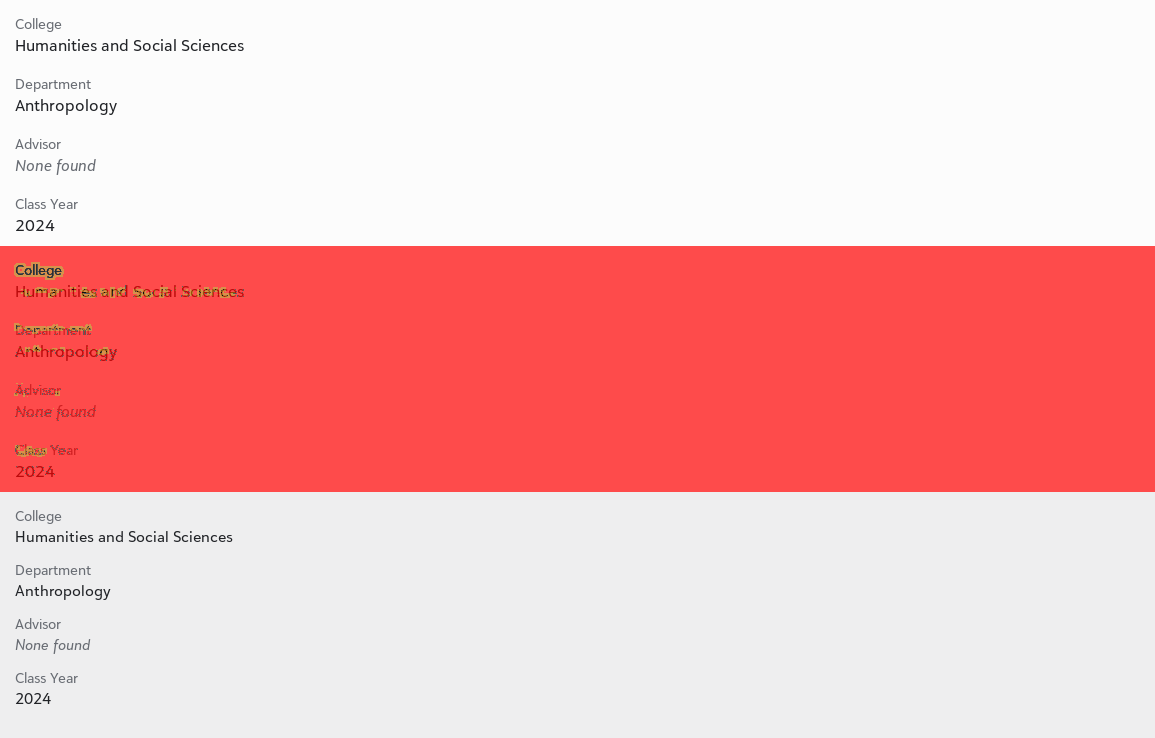 College
Humanities and Social Sciences
Department
Anthropology
Advisor
None found
Class Year
2024
College
Humanities and Social Sciences
Department
Anthropology
Advisor
None found
Class Year
2024
College
Humanities and Social Sciences
Department
Anthropology
Advisor
None found
Class Year
2024